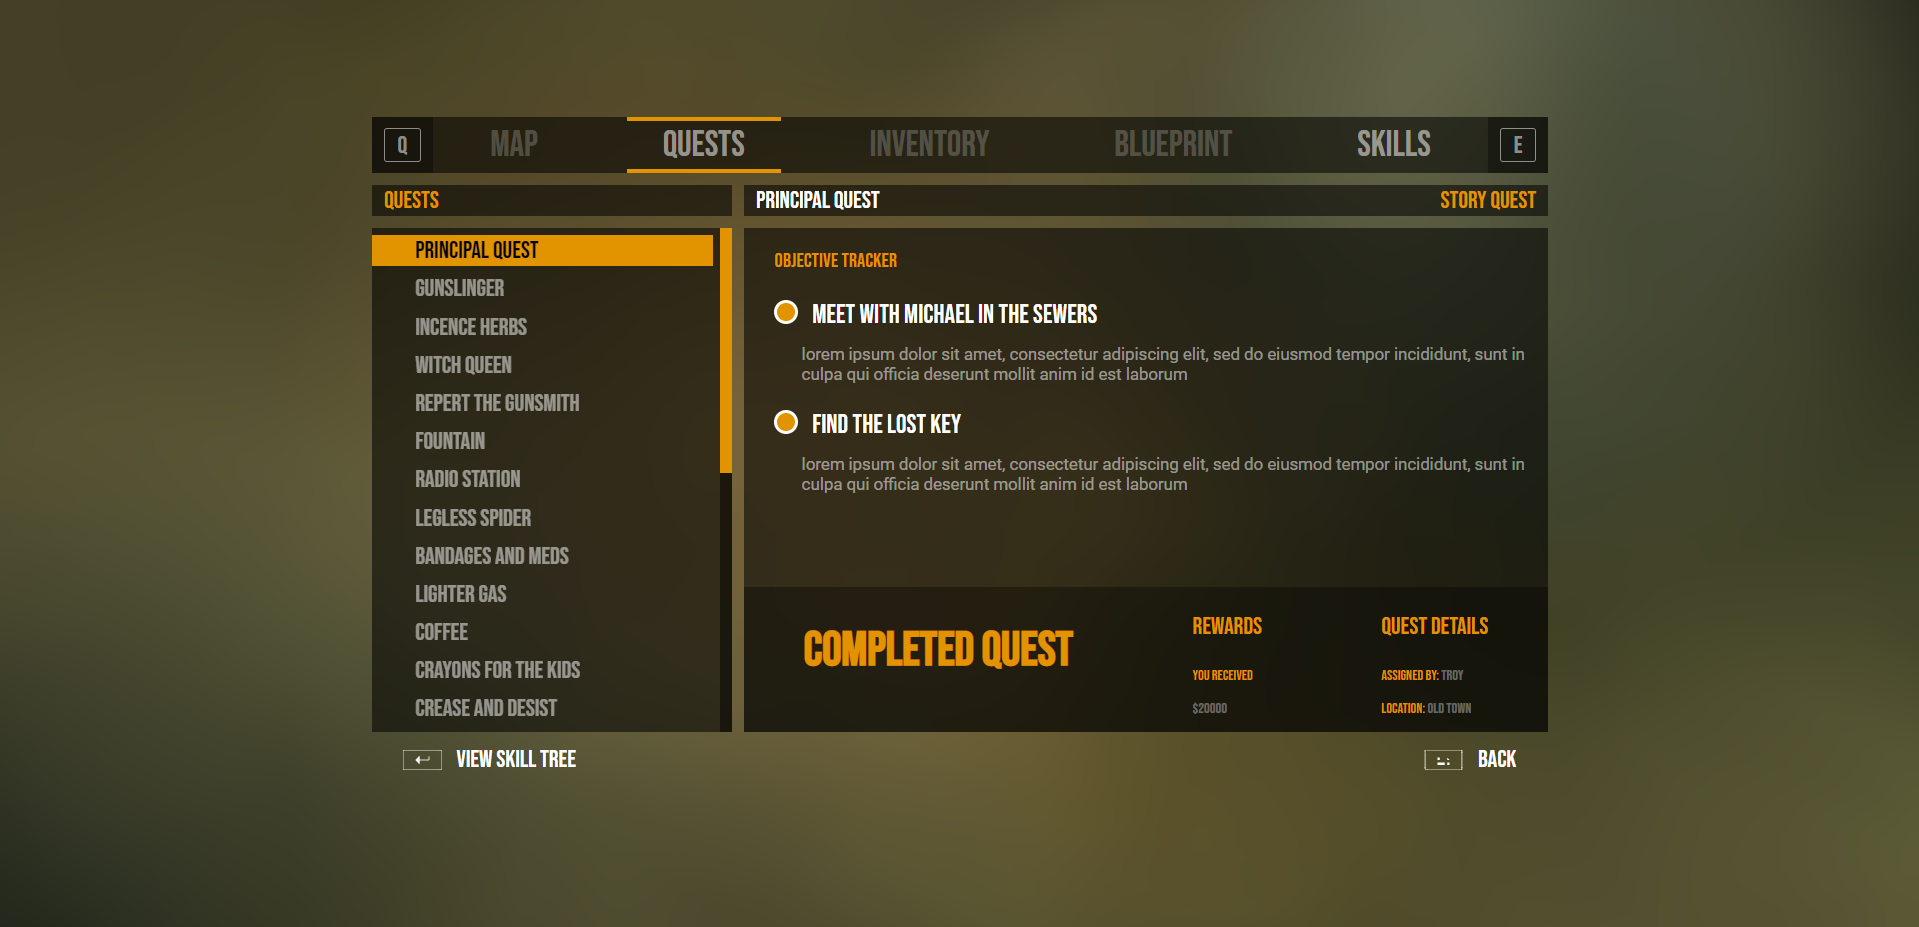 Q
MAP
QUESTS
INVENTORY
BLUEPRINT
SKILLS
E
QUESTS
PRINCIPAL QUEST
GUNSLINGER
INCENCE HERBS
WITCH QUEEN
REPERT THE GUNSMITH
FOUNTAIN
RADIO STATION
LEGLESS SPIDER
BANDAGES AND MEDS
LIGHTER GAS
COFFEE
CRAYONS FOR THE KIDS
CREASE AND DESIST
PRINCIPAL QUEST
STORY QUEST
OBJECTIVE TRACKER
MEET WITH MICHAEL IN THE SEWERS
lorem ipsum dolor sit amet, consectetur adipiscing elit, sed do eiusmod tempor incididunt, sunt in
culpa qui officia deserunt mollit anim id est laborum
FIND THE LOST KEY
lorem ipsum dolor sit amet, consectetur adipiscing elit, sed do eiusmod tempor incididunt, sunt in
culpa qui officia deserunt mollit anim id est laborum
COMPLETED QUEST
REWARDS
YOU RECEIVED
$20000
QUEST DETAILS
ASSIGNED BY: TROY
LOCATION: OLD TOWN
VIEW SKILL TREE
BACK